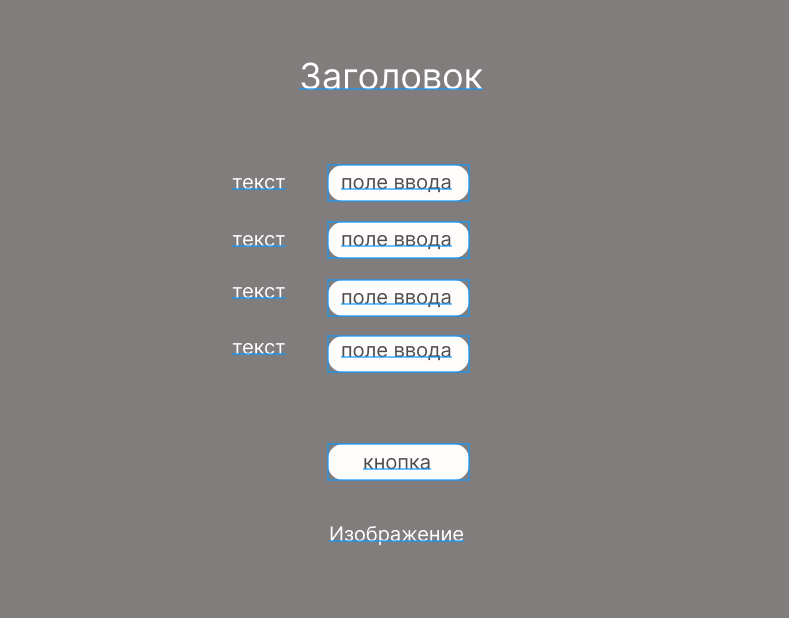 Заголовок
текст поле ввода
текст поле ввода
текст поле ввода
текст поле ввода
кнопка
Изображение